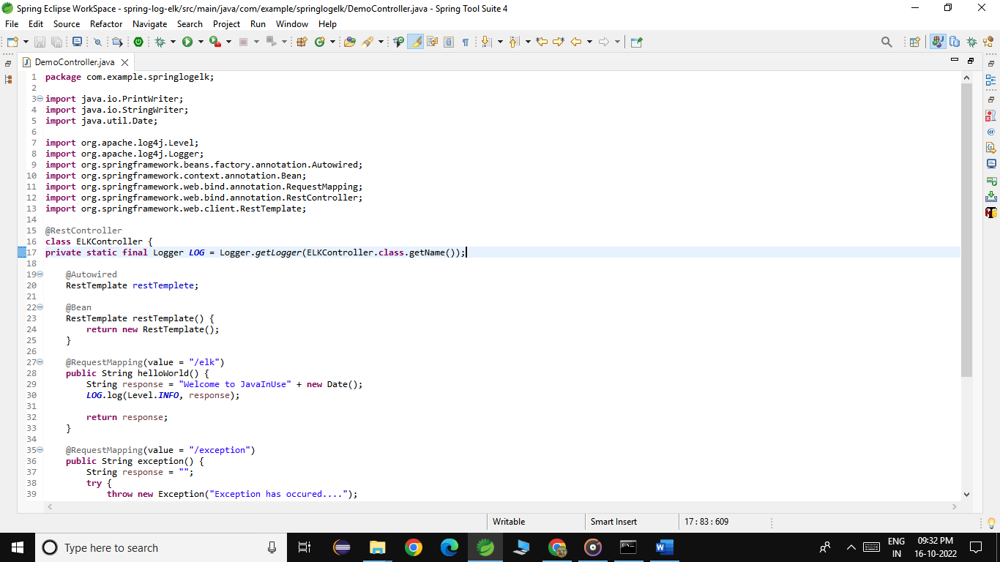 Spring Eclipse WorkSpace - spring-log-elk/src/main/java/com/example/springlogelk/DemoController.java - Spring Tool Suite 4
File Edit Source Refactor Navigate Search Project Run Window Help
DemoController.java
1 package com.example.springlogelk;
2
3 import java.io.PrintWriter;
4 import java.io.StringWriter;
5 import java.util.Date;
6
7 import org.apache.log4j.Level;
8 import org.apache.log4j.Logger;
9 import org.springframework.beans.factory.annotation.Autowired;
10 import org.springframework.context.annotation.Bean;
11 import org.springframework.web.bind.annotation.RequestMapping;
12 import org.springframework.web.bind.annotation.RestController;
13 import org.springframework.web.client.RestTemplate;
14
15 @RestController
16 class ELKController {
17 private static final Logger LOG = Logger.getLogger(ELKController.class.getName());
18
19 @Autowired
20 RestTemplate restTemplete;
21
22 @Bean
23 RestTemplate restTemplate() {
24 return new RestTemplate();
25 }
26
27 @RequestMapping(value = "/elk")
28 public String helloWorld() {
29 String response = "Welcome to JavaInUse" + new Date();
30 LOG.log(Level.INFO, response);
31
32 return response;
33 }
34
35 @RequestMapping(value = "/exception")
36 public String exception() {
37 String response = "";
38 try {
39 throw new Exception("Exception has occured....");
Writable Smart Insert 17 : 83 : 609
Type here to search
ENG
IN
09:32 PM
16-10-2022